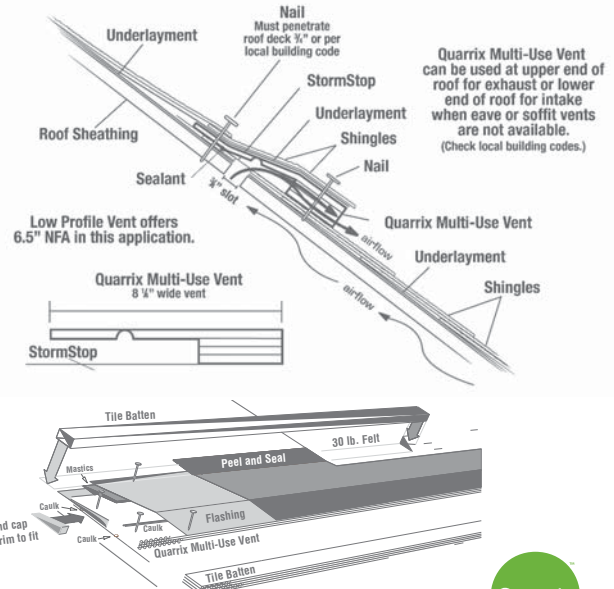 Nail
Must penetrate
roof deck ¾" or per
local building code
Underlayment
StormStop
Underlayment
Shingles
Nail
Roof Sheathing
Sealant
slot
Quarrix Multi-Use Vent
can be used at upper end of
roof for exhaust or lower
end of roof for intake
when eave or soffit vents
are not available.
(Check local building codes.)
Low Profile Vent offers
6.5" NFA in this application.
Quarrix Multi-Use Vent
airflow
Underlayment
Shingles
airflow
Quarrix Multi-Use Vent
8 ¼" wide vent
StormStop
Tile Batten
30 lb. Felt
Peel and Seal
Mastics
Caulk
Flashing
Caulk
cap
trim to fit
Caulk
Quarrix Multi-Use Vent
Tile Batten